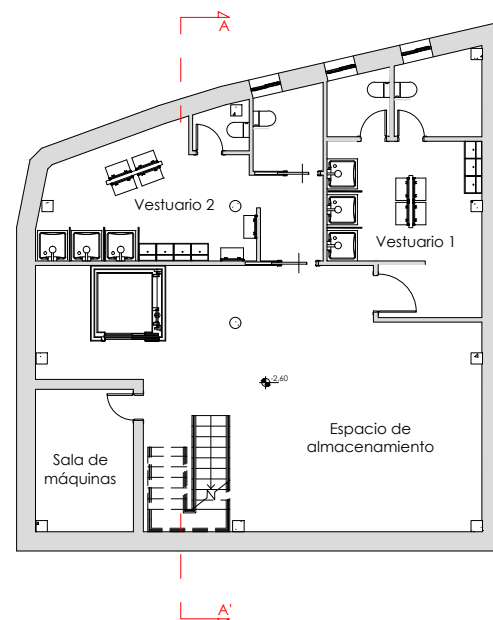 A
Vestuario 2
Vestuario 1
-2,60
Espacio de
almacenamiento
Sala de
máquinas
A'